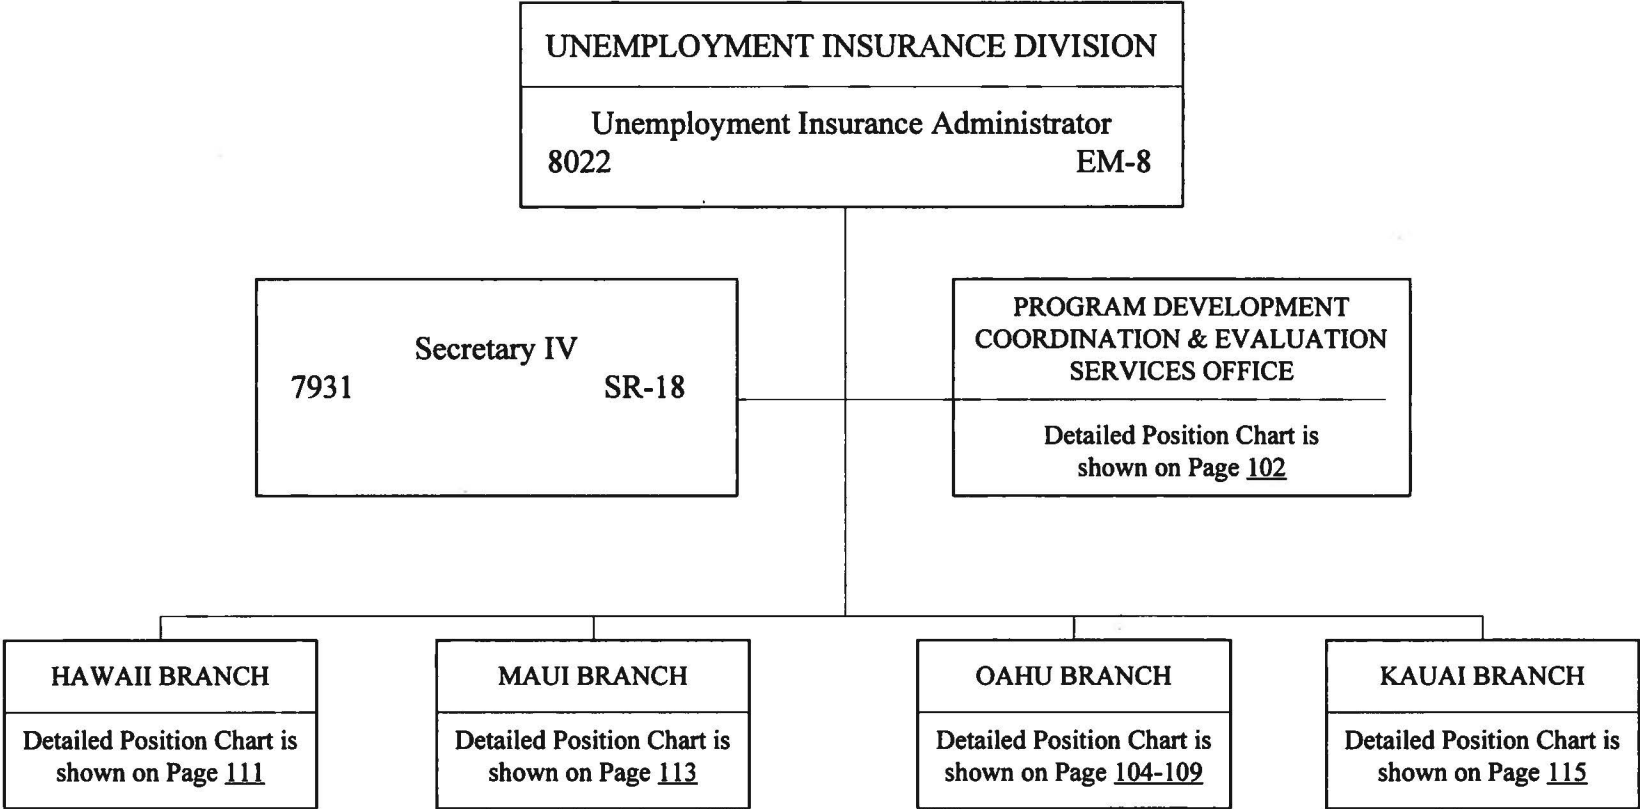 UNEMPLOYMENT INSURANCE DIVISION
Unemployment Insurance Administrator
8022 EM-8
Secretary IV
7931 SR-18
PROGRAM DEVELOPMENT
COORDINATION & EVALUATION
SERVICES OFFICE
Detailed Position Chart is
shown on Page 102
HAWAII BRANCH
Detailed Position Chart is
shown on Page 111
MAUI BRANCH
Detailed Position Chart is
shown on Page 113
OAHU BRANCH
Detailed Position Chart is
shown on Page 104-109
KAUAI BRANCH
Detailed Position Chart is
shown on Page 115